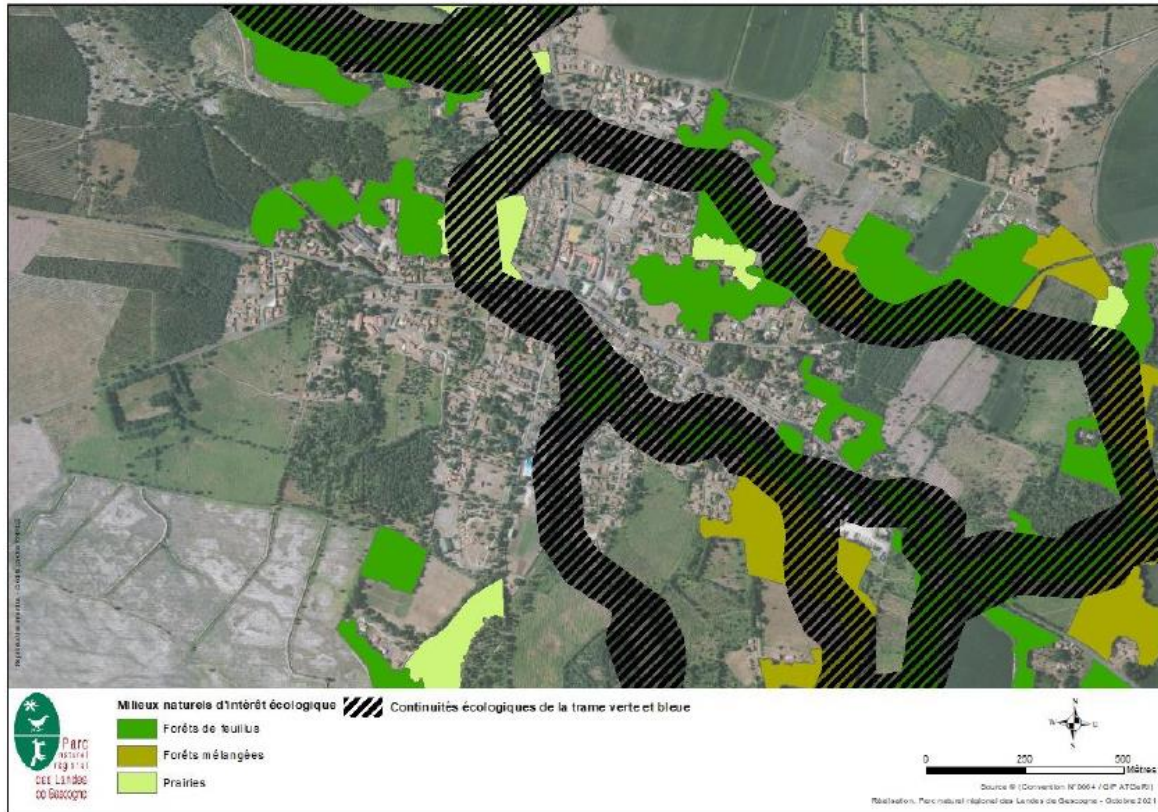 Milieux naturels d'intérêt écologique
Continuités écologiques de la trame verte et bleue
Forêts de feuillus
Forêts mélangées
Prairies
Parc
naturel
régional
des Landes
de Gascogne
N
S
0 250 500
Mètres
Réalisation. Parc naturel régional des Landes de Gascogne - Octobre 2021